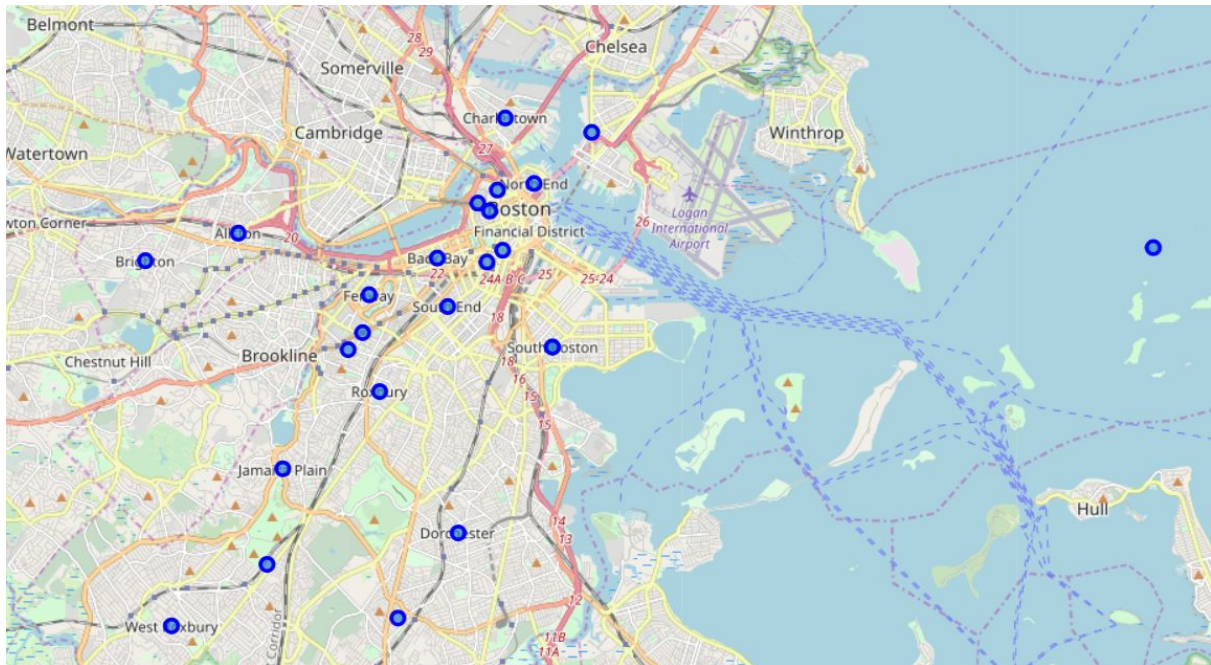 Belmont
28
29
Chelsea
Somerville
Charlestown
Cambridge
Winthrop
27
Watertown
North End
Boston
Logan
International
Airport
wton Corner
Allston
20
Financial District
26
Brighton
Back Bay
22
24A-B-C
25
25-24
Fenway
South End
18
Chestnut Hill
Brookline
South Boston
18
16
Roxbury
15
15
Jamaica Plain
Hull
14
Dorchester
13
12
West Roxbury
Corridor
11B
11A